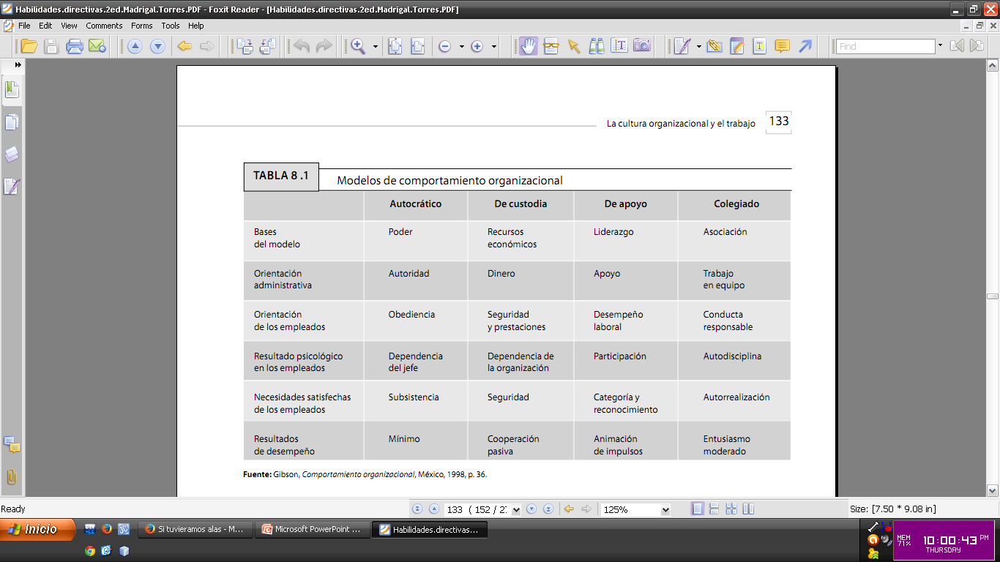 Habilidades.directivas.2ed.Madrigal.Torres.PDF - Foxit Reader - [Habilidades.directivas.2ed.Madrigal.Torres.PDF]
File Edit View Comments Forms Tools Help
Find
La cultura organizacional y el trabajo 133
TABLA 8 .1 Modelos de comportamiento organizacional
Autocrático De custodia De apoyo Colegiado
Bases Poder Recursos Liderazgo Asociación
del modelo económicos
Orientación Autoridad Dinero Apoyo Trabajo
administrativa en equipo
Orientación Obediencia Seguridad Desempeño Conducta
de los empleados y prestaciones laboral responsable
Resultado psicológico Dependencia Dependencia de Participación Autodisciplina
en los empleados del jefe la organización
Necesidades satisfechas Subsistencia Seguridad Categoría y Autorrealización
de los empleados reconocimiento
Resultados Mínimo Cooperación Animación Entusiasmo
de desempeño pasiva de impulsos moderado
Fuente: Gibson, Comportamiento organizacional, México, 1998, p. 36.
Ready 133 ( 152 / 2 125% Size: [7.50 * 9.08 in]
Inicio Si tuvieramos alas - M... Microsoft PowerPoint ... Habilidades.directivas...
MEM 71% 10:00:43 PM
THURSDAY